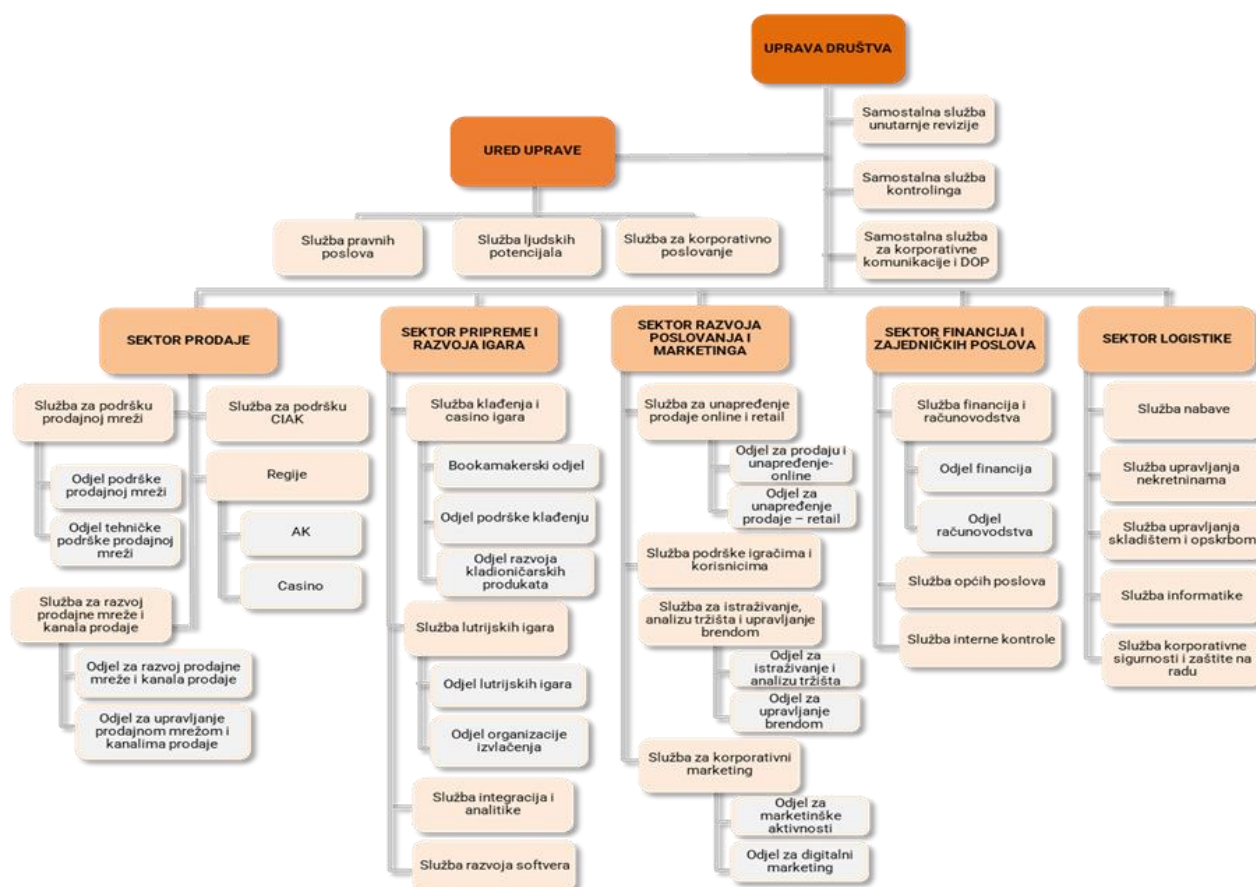 UPRAVA DRUŠTVA
Samostalna služba
unutarnje revizije
URED UPRAVE
Samostalna služba
kontrolinga
Služba pravnih
poslova
Služba ljudskih
potencijala
Služba za korporativno
poslovanje
Samostalna služba
za korporativne
komunikacije i DOP
SEKTOR PRODAJE
Služba za podršku
prodajnoj mreži
Odjel podrške
prodajnoj mreži
Odjel tehničke
podrške prodajnoj
mreži
Služba za podršku
CIAK
Regije
AK
Casino
Služba za razvoj
prodajne mreže i
kanala prodaje
Odjel za razvoj prodajne
mreže i kanala prodaje
Odjel za upravljanje
prodajnom mrežom i
kanalima prodaje
SEKTOR PRIPREME I
RAZVOJA IGARA
Služba klađenja i
casino igara
Bookamakerski odjel
Odjel podrške klađenju
Odjel razvoja
kladioničarskih
produkata
Služba lutrijskih igara
Odjel lutrijskih igara
Odjel organizacije
izvlačenja
Služba integracija i
analitike
Služba razvoja softvera
SEKTOR RAZVOJA
POSLOVANJA I
MARKETINGA
Služba za unapređenje
prodaje online i retail
Odjel za prodaju i
unapređenje-
online
Odjel za
unapređenje
prodaje – retail
Služba podrške igračima i
korisnicima
Služba za istraživanje,
analizu tržišta i upravljanje
brendom
Odjel za
istraživanje i
analizu tržišta
Odjel za
upravljanje
brendom
Služba za korporativni
marketing
Odjel za
marketinške
aktivnosti
Odjel za digitalni
marketing
SEKTOR FINANCIJA I
ZAJEDNIČKIH POSLOVA
Služba financija i
računovodstva
Odjel financija
Odjel
računovodstva
Služba općih poslova
Služba interne kontrole
SEKTOR LOGISTIKE
Služba nabave
Služba upravljanja
nekretninama
Služba upravljanja
skladištem i opskrbom
Služba informatike
Služba korporativne
sigurnosti i zaštite na
radu